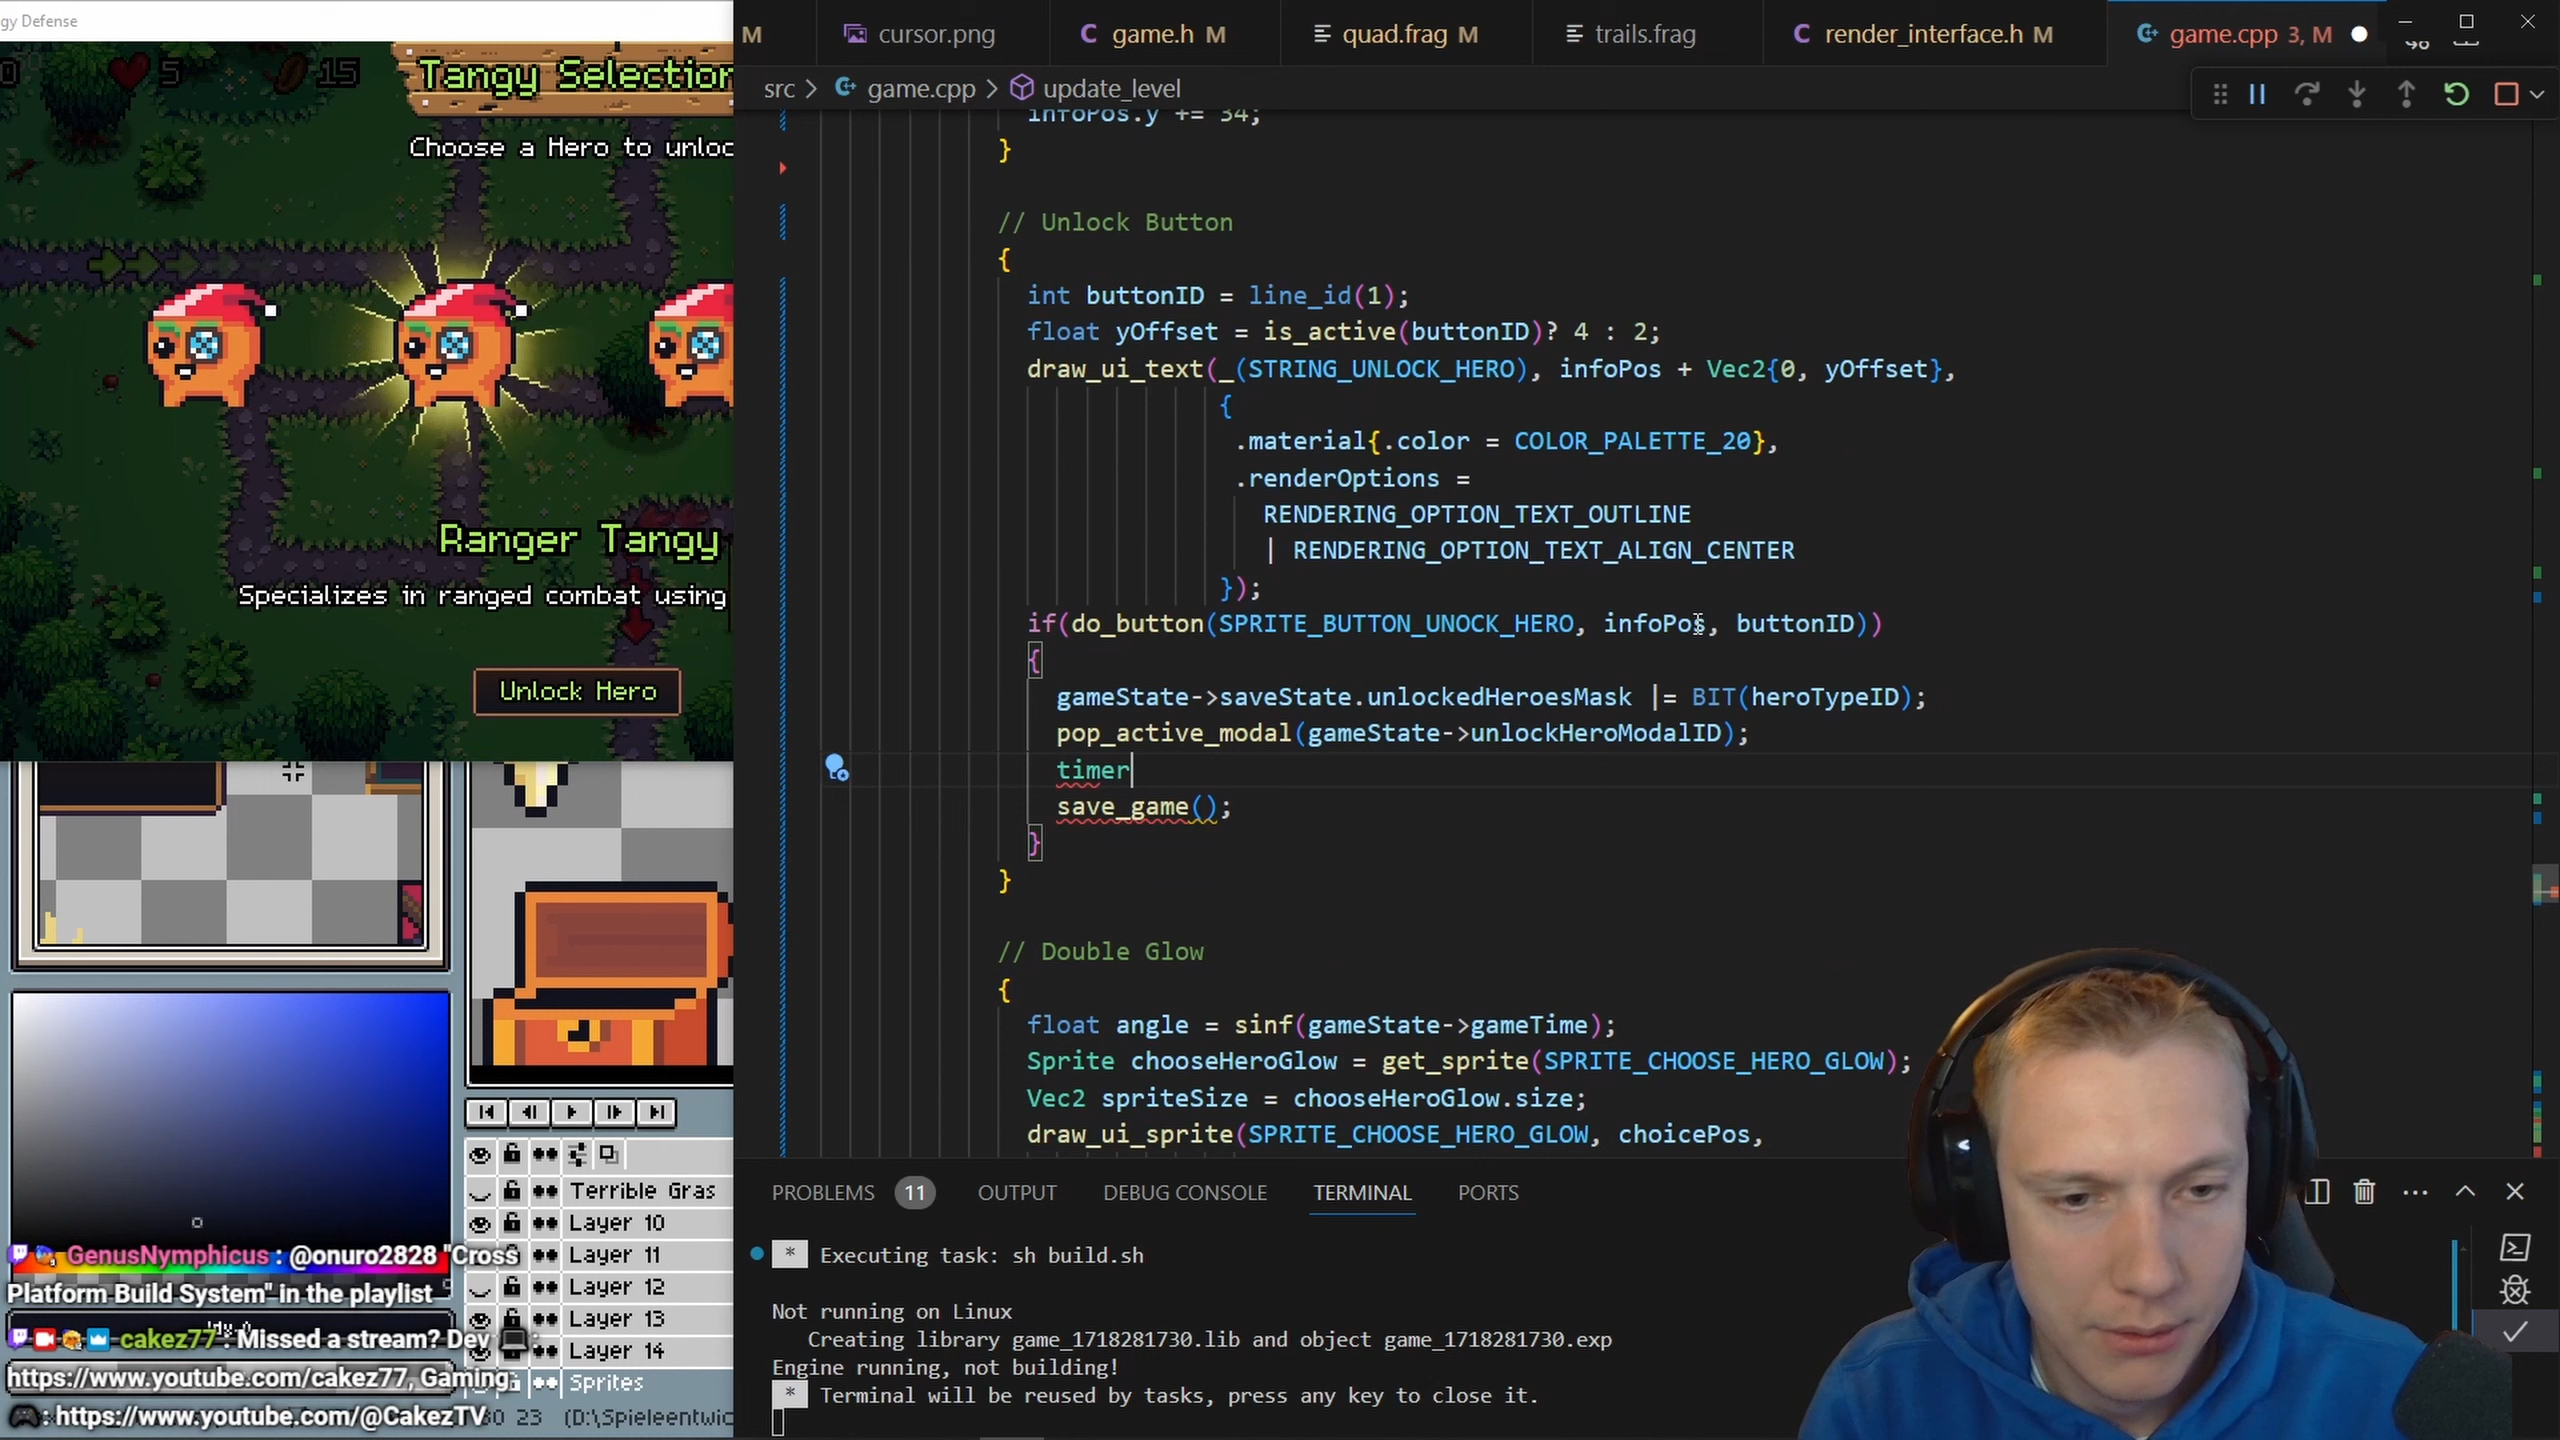 gy Defense
5
15
Tangy Selection
Choose a Hero to unloc
Ranger Tangy
Specializes in ranged combat using
Unlock Hero
M
cursor.png
game.h M
quad.frag M
trails.frag
render_interface.h M
game.cpp 3, M
src > game.cpp > update_level
infoPos.y += 34;
}
// Unlock Button
{
int buttonID = line_id(1);
float yOffset = is_active(buttonID)? 4 : 2;
draw_ui_text(_(STRING_UNLOCK_HERO), infoPos + Vec2{0, yOffset},
{
.material{.color = COLOR_PALETTE_20},
.renderOptions =
RENDERING_OPTION_TEXT_OUTLINE
| RENDERING_OPTION_TEXT_ALIGN_CENTER
});
if(do_button(SPRITE_BUTTON_UNOCK_HERO, infoPos, buttonID))
{
gameState->saveState.unlockedHeroesMask |= BIT(heroTypeID);
pop_active_modal(gameState->unlockHeroModalID);
timer
save_game();
}
}
// Double Glow
{
float angle = sinf(gameState->gameTime);
Sprite chooseHeroGlow = get_sprite(SPRITE_CHOOSE_HERO_GLOW);
Vec2 spriteSize = chooseHeroGlow.size;
draw_ui_sprite(SPRITE_CHOOSE_HERO_GLOW, choicePos,
PROBLEMS 11 OUTPUT DEBUG CONSOLE TERMINAL PORTS
* Executing task: sh build.sh
Not running on Linux
Creating library game_1718281730.lib and object game_1718281730.exp
Engine running, not building!
* Terminal will be reused by tasks, press any key to close it.
Terrible Gras
Layer 10
Layer 11
Layer 12
Layer 13
Layer 14
Sprites
23 (D:\Spieleentwic
GenusNymphicus : @onuro2828 "Cross
Platform Build System" in the playlist
cakez77 : Missed a stream? Dev
https://www.youtube.com/cakez77, Gaming
: https://www.youtube.com/@CakezTV